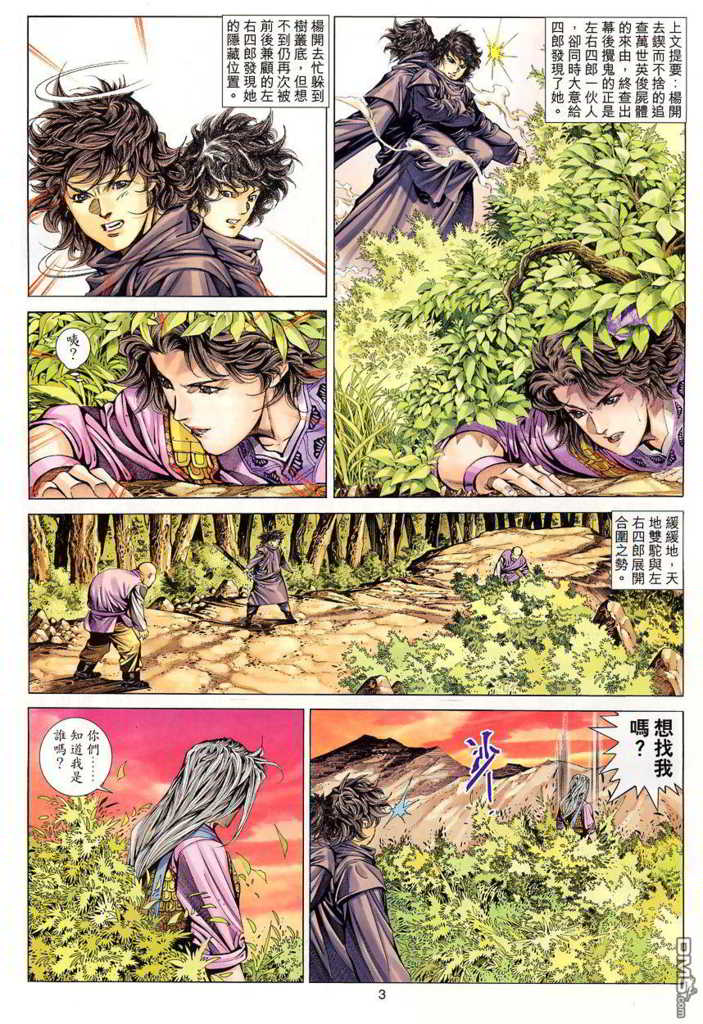 上文提要：楊開
去鍥而不捨的追
查萬世英俊屍體
的來由，終查出
幕後攪鬼的正是
左右四郎一伙人
，卻同時大意給
四郎發現了她。
楊開去忙躲到
樹叢底，但想
不到仍再次被
前後兼顧的左
右四郎發現她
的隱藏位置。
咦？
緩緩地，天
地雙駝與左
右四郎展開
合圍之勢。
想找我
嗎？
沙—
你們……
知道我是
誰嗎？
3